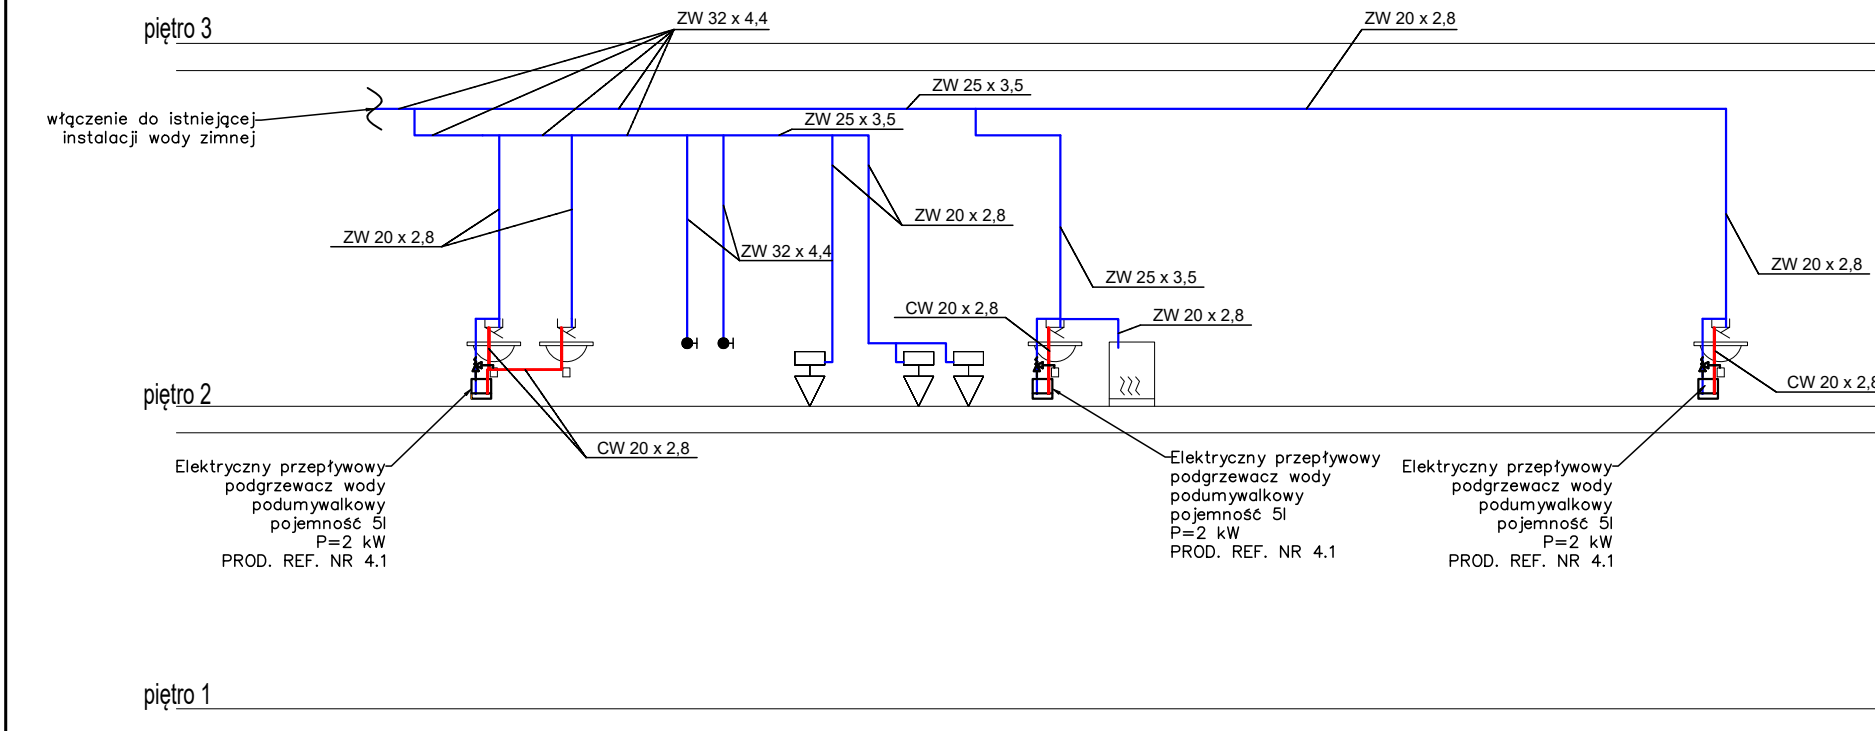 piętro 3
ZW 32 x 4,4
ZW 20 x 2,8
ZW 25 x 3,5
włączenie do istniejącej
instalacji wody zimnej
ZW 25 x 3,5
ZW 20 x 2,8
ZW 20 x 2,8
ZW 32 x 4,4
ZW 25 x 3,5
ZW 20 x 2,8
CW 20 x 2,8
ZW 20 x 2,8
piętro 2
CW 20 x 2,8
CW 20 x 2,8
Elektryczny przepływowy
podgrzewacz wody
podumywalkowy
pojemność 5l
P=2 kW
PROD. REF. NR 4.1
Elektryczny przepływowy
podgrzewacz wody
podumywalkowy
pojemność 5l
P=2 kW
PROD. REF. NR 4.1
Elektryczny przepływowy
podgrzewacz wody
podumywalkowy
pojemność 5l
P=2 kW
PROD. REF. NR 4.1
piętro 1